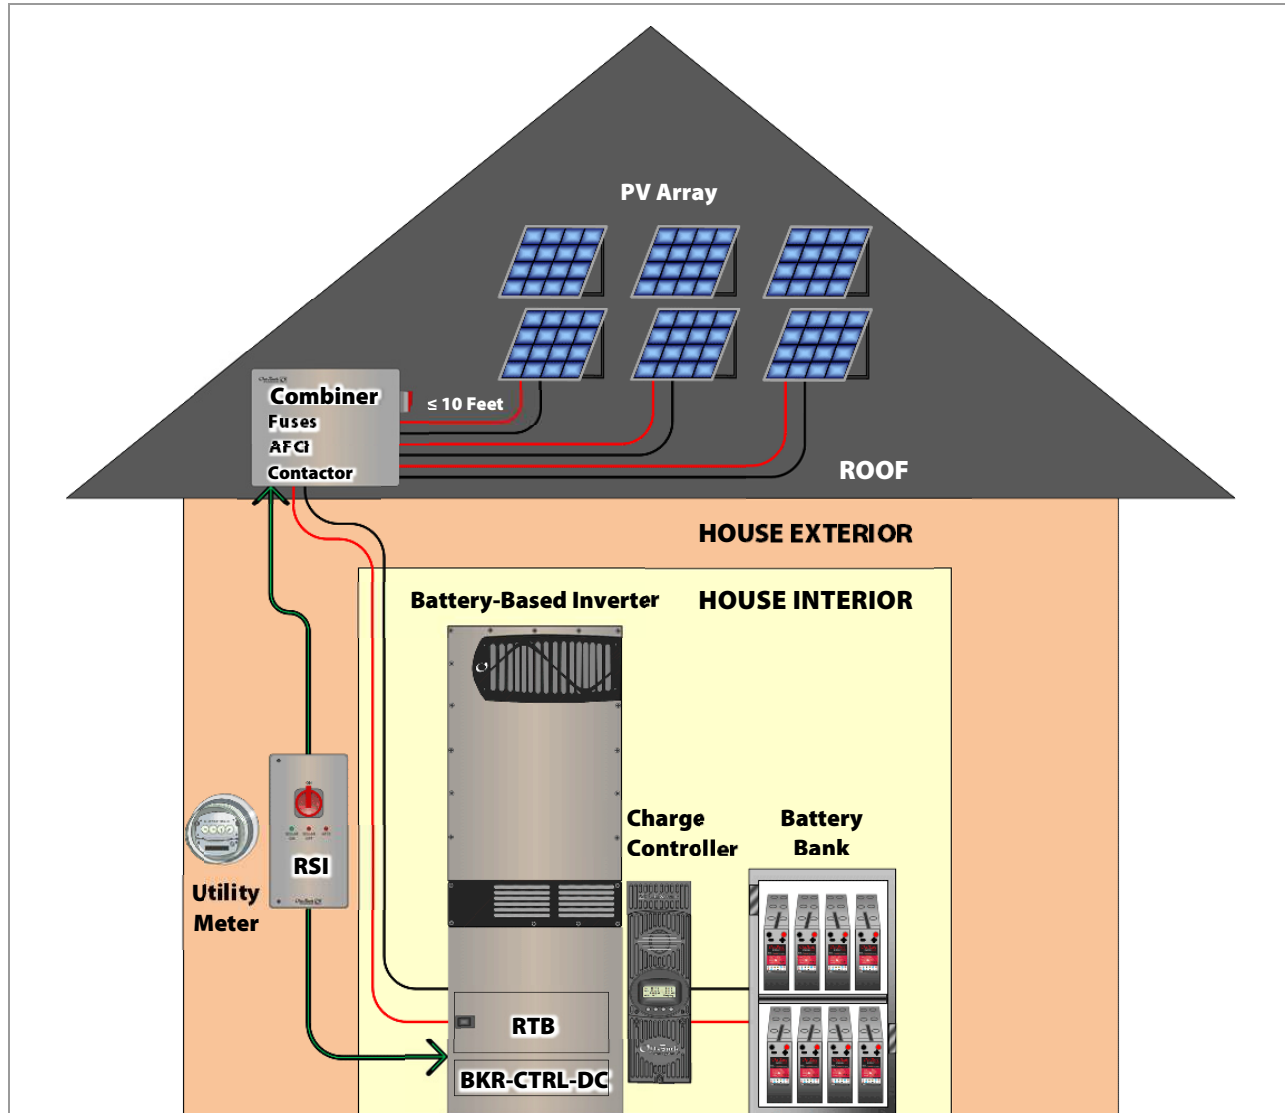 PV Array
OutBack
Combiner
Fuses
AFCI
Contactor
≤ 10 Feet
ROOF
HOUSE EXTERIOR
Battery-Based Inverter
HOUSE INTERIOR
RSI
Utility
Meter
Charge
Controller
Battery
Bank
RTB
BKR-CTRL-DC